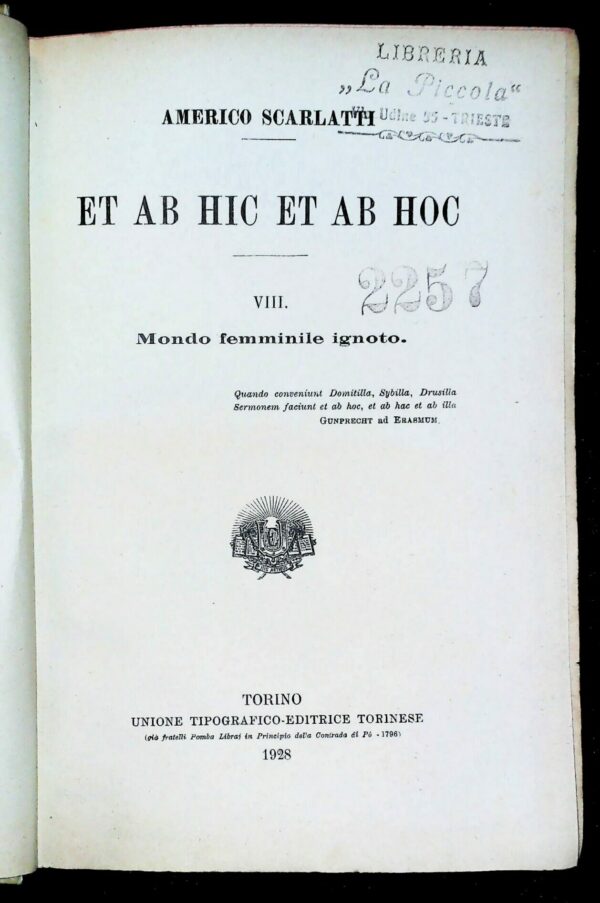 LIBRERIA
„La Piccola“
Udine 35 - TRIESTE
AMERICO SCARLATTI
ET AB HIC ET AB HOC
2257
VIII.
Mondo femminile ignoto.
Quando conveniunt Domitilla, Sybilla, Drusilla
Sermonem faciunt et ab hoc, et ab hac et ab illa
GUNPRECHT ad ERASMUM.
TORINO
UNIONE TIPOGRAFICO-EDITRICE TORINESE
(già fratelli Pomba Librai in Principio della Contrada di Pò - 1796)
1928